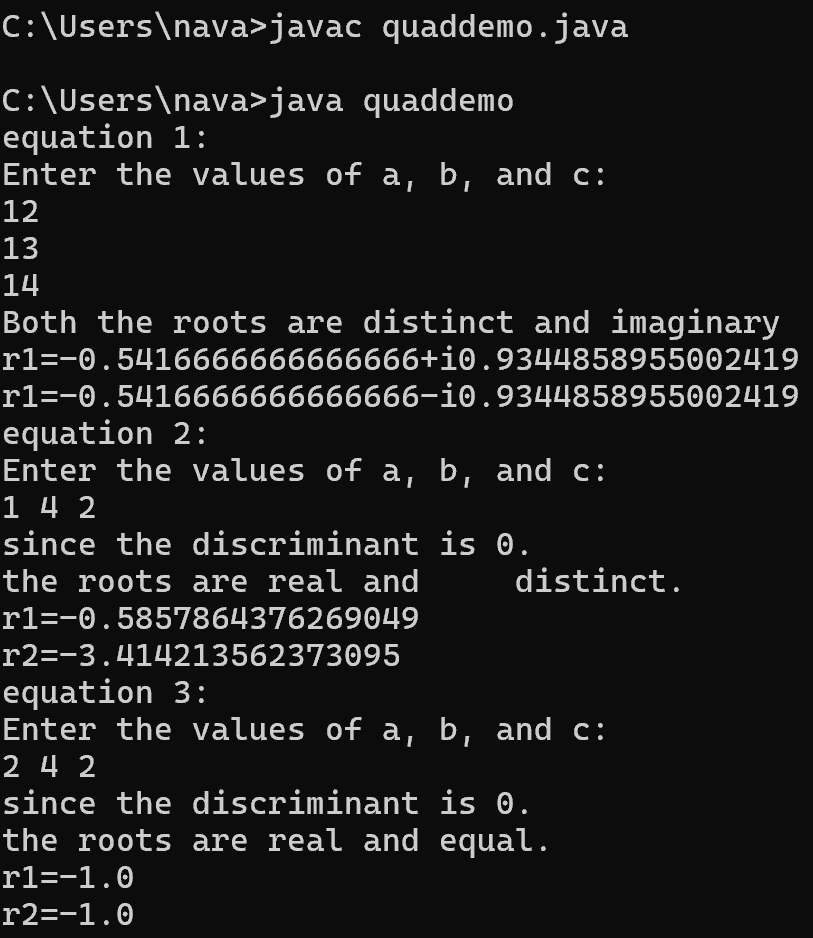 C:\Users\nava>javac quaddemo.java
C:\Users\nava>java quaddemo
equation 1:
Enter the values of a, b, and c:
12
13
14
Both the roots are distinct and imaginary
r1=-0.5416666666666666+i0.9344858955002419
r1=-0.5416666666666666-i0.9344858955002419
equation 2:
Enter the values of a, b, and c:
1 4 2
since the discriminant is 0.
the roots are real and     distinct.
r1=-0.5857864376269049
r2=-3.414213562373095
equation 3:
Enter the values of a, b, and c:
2 4 2
since the discriminant is 0.
the roots are real and equal.
r1=-1.0
r2=-1.0